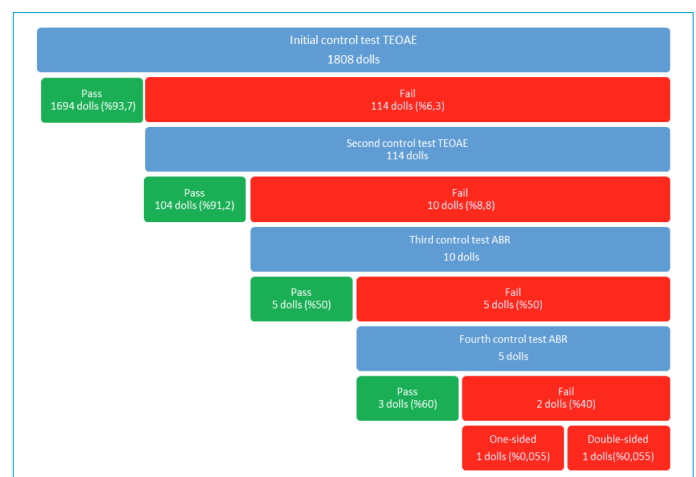 Initial control test TEOAE
1808 dolls
Pass
1694 dolls (%93,7)
Fail
114 dolls (%6,3)
Second control test TEOAE
114 dolls
Pass
104 dolls (%91,2)
Fail
10 dolls (%8,8)
Third control test ABR
10 dolls
Pass
5 dolls (%50)
Fail
5 dolls (%50)
Fourth control test ABR
5 dolls
Pass
3 dolls (%60)
Fail
2 dolls (%40)
One-sided
1 dolls (%0,055)
Double-sided
1 dolls(%0,055)